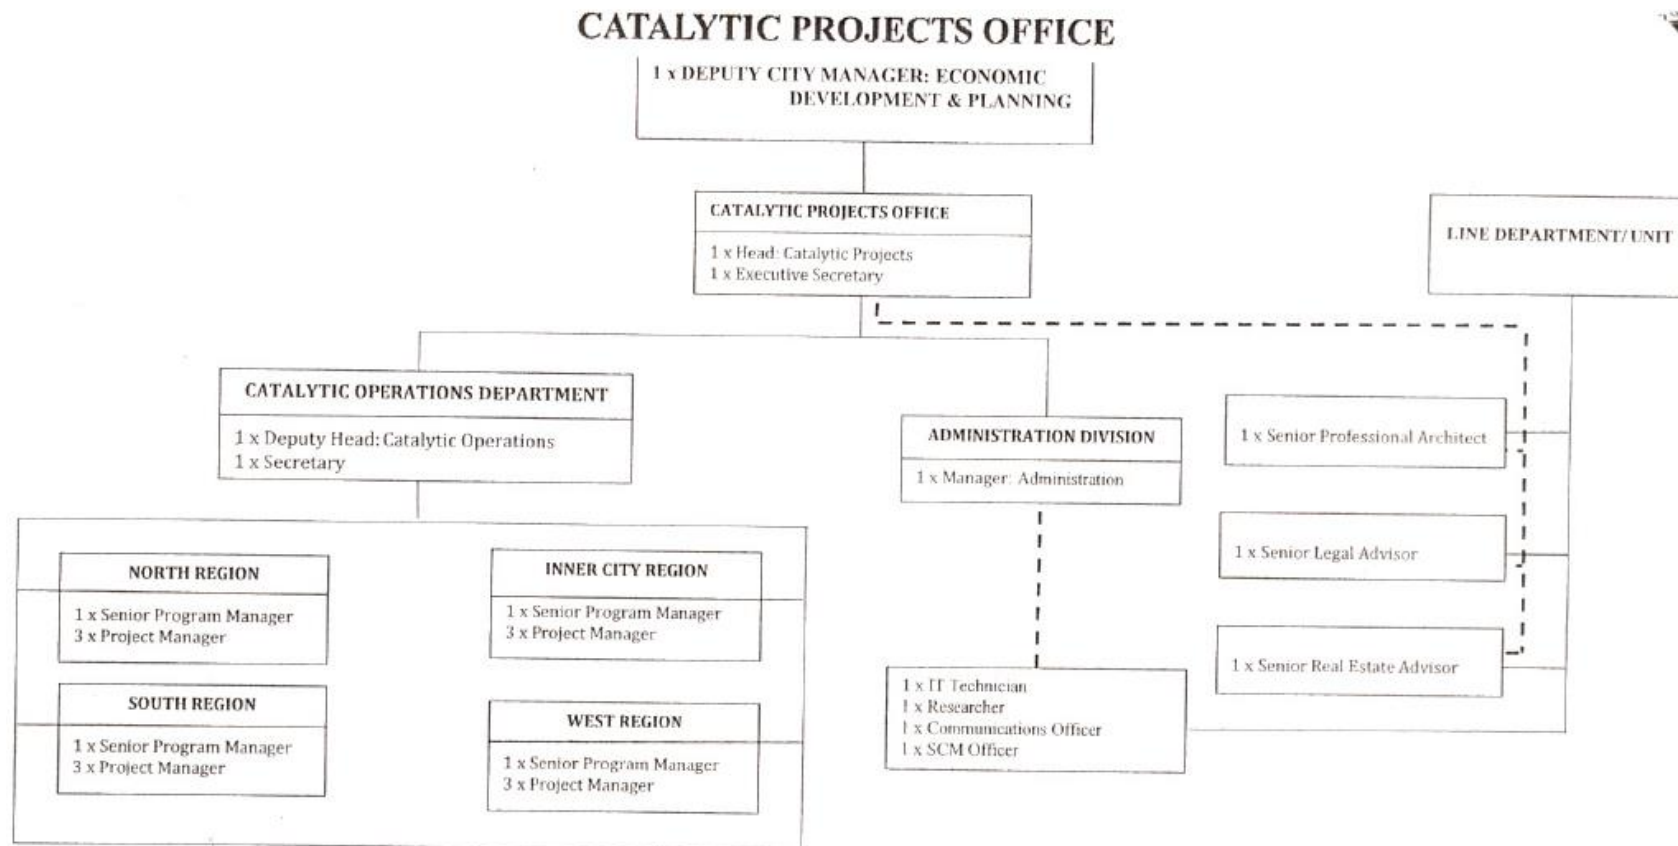 CATALYTIC PROJECTS OFFICE
1 x DEPUTY CITY MANAGER: ECONOMIC
DEVELOPMENT & PLANNING
CATALYTIC PROJECTS OFFICE
1 x Head: Catalytic Projects
1 x Executive Secretary
LINE DEPARTMENT/ UNIT
CATALYTIC OPERATIONS DEPARTMENT
1 x Deputy Head: Catalytic Operations
1 x Secretary
ADMINISTRATION DIVISION
1 x Manager: Administration
1 x Senior Professional Architect
1 x Senior Legal Advisor
1 x Senior Real Estate Advisor
NORTH REGION
1 x Senior Program Manager
3 x Project Manager
INNER CITY REGION
1 x Senior Program Manager
3 x Project Manager
SOUTH REGION
1 x Senior Program Manager
3 x Project Manager
WEST REGION
1 x Senior Program Manager
3 x Project Manager
1 x IT Technician
1 x Researcher
1 x Communications Officer
1 x SCM Officer